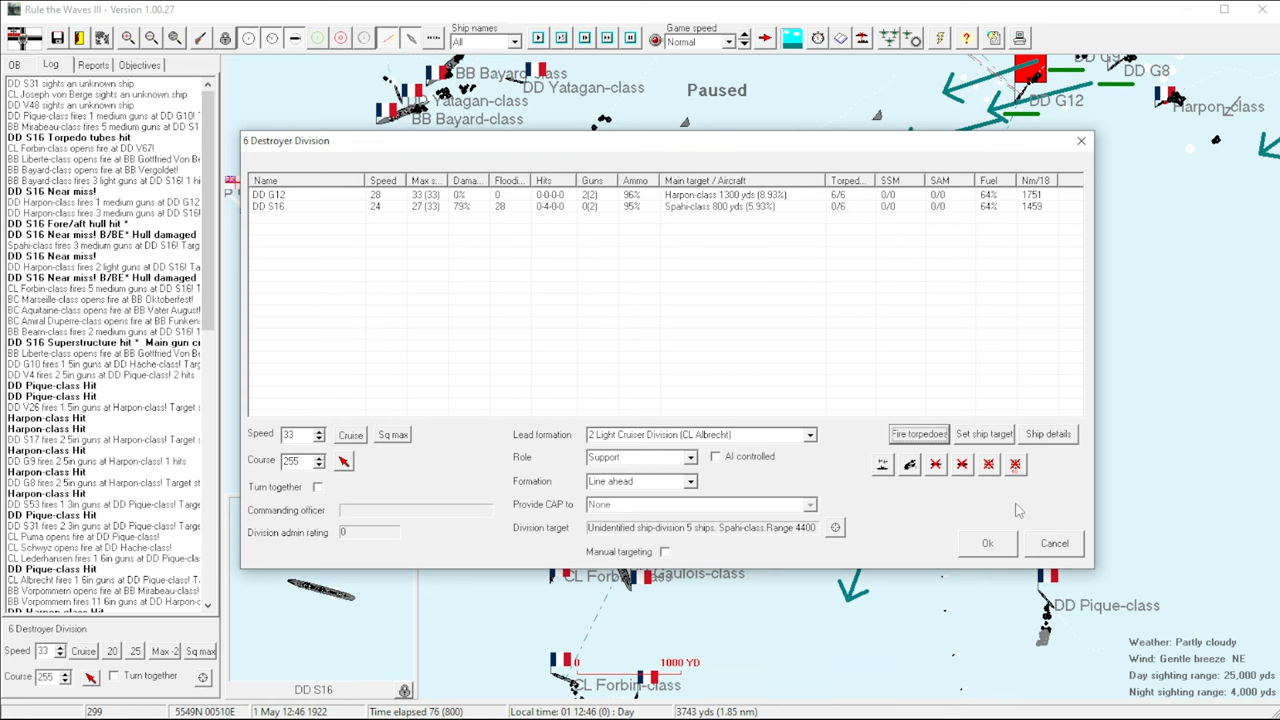 Rule the Waves III - Version 1.00.27
Ship names
All
Game speed
Normal
OB
Log
Reports
Objectives
DD S31 sights an unknown ship
CL Joseph von Berge sights an unknown ship
DD V48 sights an unknown ship
DD Pique-class fires 1 medium guns at DD G10! T
BB Mirabeau-class fires 5 medium guns at DD S1
DD S16 Torpedo tubes hit
CL Forbin-class opens fire at DD V67!
BB Liberte-class opens fire at BB Gottfried Von Be
BB Bayard-class opens fire at BB Vergoldet!
BB Bayard-class fires 3 light guns at DD S16! 1 hi
DD S16 Near miss!
DD Harpon-class fires 1 medium guns at DD G12
DD Harpon-class fires 3 medium guns at DD S16!
DD S16 Fore/aft hull hit *
DD S16 Near miss! B/BE* Hull damaged
Spahi-class fires 3 medium guns at DD S16! Targ
DD S16 Near miss!
DD Harpon-class fires 2 light guns at DD S16! Ta
DD S16 Near miss! B/BE* Hull damaged
CL Forbin-class fires 5 medium guns at DD S16!
BC Marseille-class opens fire at BB Oktoberfest!
BC Aquitaine-class opens fire at BB Vater August!
BC Amiral Duperre-class opens fire at BB Funken
BB Bearn-class fires 2 medium guns at DD S16! T
DD S16 Superstructure hit * Main gun cr
BB Liberte-class opens fire at BB Gottfried Von Be
DD G10 fires 1 5in guns at DD Hache-class! Targ
DD V4 fires 2 5in guns at DD Pique-class! 2 hits
DD Pique-class Hit
DD Pique-class Hit
DD V26 fires 1 5in guns at Harpon-class! Target s
Harpon-class Hit
Harpon-class Hit
DD S17 fires 2 5in guns at Harpon-class! Target s
DD G9 fires 2 5in guns at Harpon-class! 1 hits
Harpon-class Hit
DD G8 fires 2 5in guns at Harpon-class! Target s
Harpon-class Hit
DD S53 fires 1 3in guns at DD Pique-class! Targe
DD S31 fires 2 3in guns at DD Pique-class! Targe
CL Puma opens fire at DD Pique-class!
CL Schwyz opens fire at DD Hache-class!
CL Lederhansen fires 1 6in guns at DD Pique-clas
DD Pique-class Hit
CL Albrecht fires 1 6in guns at DD Pique-class! Ta
BB Vorpommern opens fire at BB Mirabeau-class!
BB Vorpommern fires 11 6in guns at DD Harpon-c
DD Harpon-class Hit
6 Destroyer Division
Speed 33 Cruise 20 25 Max -2 Sq max
Course 255 Turn together
BB Bayard-class
DD Yatagan-class
DD Yatagan-class
BB Bayard-class
Paused
DD G9
DD G8
DD G12
Harpon-class
6 Destroyer Division
Name Speed Max s... Dama... Floodi... Hits Guns Ammo Main target / Aircraft Torped... SSM SAM Fuel Nm/18
DD G12 28 33 (33) 0% 0 0-0-0-0 2(2) 96% Harpon-class 1300 yds (8.93%) 6/6 0/0 0/0 64% 1751
DD S16 24 27 (33) 79% 28 0-4-0-0 0(2) 95% Spahi-class 800 yds (5.93%) 0/6 0/0 0/0 64% 1459
Speed 33 Cruise Sq max
Course 255
Turn together
Commanding officer
Division admin rating 0
Lead formation 2 Light Cruiser Division (CL Albrecht)
Role Support AI controlled
Formation Line ahead
Provide CAP to None
Division target Unidentified ship-division 5 ships. Spahi-class.Range 4400
Manual targeting
Fire torpedoes Set ship target Ship details
Ok Cancel
CL Forbin-class
Gaulois-class
DD Pique-class
0 1000 YD
CL Forbin-class
Weather: Partly cloudy
Wind: Gentle breeze NE
Day sighting range: 25,000 yds
Night sighting range: 4,000 yds
DD S16
299 5549N 00510E 1 May 12:46 1922 Time elapsed 76 (800) Local time: 01 12:46 (0) : Day 3743 yds (1.85 nm)